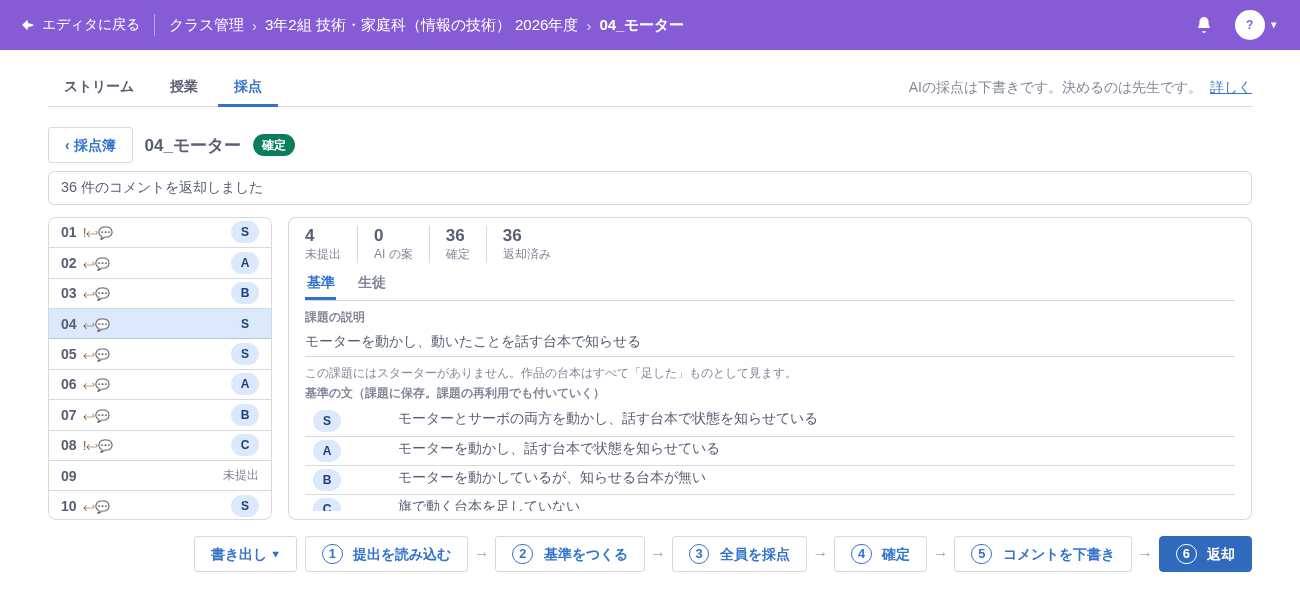 エディタに戻る クラス管理 › 3年2組 技術・家庭科（情報の技術） 2026年度 › 04_モーター ?
ストリーム 授業 採点 AIの採点は下書きです。決めるのは先生です。 詳しく
‹ 採点簿 04_モーター 確定
36 件のコメントを返却しました
01 ! S
02 A
03 B
04 S
05 S
06 A
07 B
08 ! C
09 未提出
10 S
4 0 36 36
未提出 AI の案 確定 返却済み
基準 生徒
課題の説明
モーターを動かし、動いたことを話す台本で知らせる
この課題にはスターターがありません。作品の台本はすべて「足した」ものとして見ます。
基準の文（課題に保存。課題の再利用でも付いていく）
S モーターとサーボの両方を動かし、話す台本で状態を知らせている
A モーターを動かし、話す台本で状態を知らせている
B モーターを動かしているが、知らせる台本が無い
C 旗で動く台本を足していない
書き出し ▾ 1 提出を読み込む → 2 基準をつくる → 3 全員を採点 → 4 確定 → 5 コメントを下書き → 6 返却